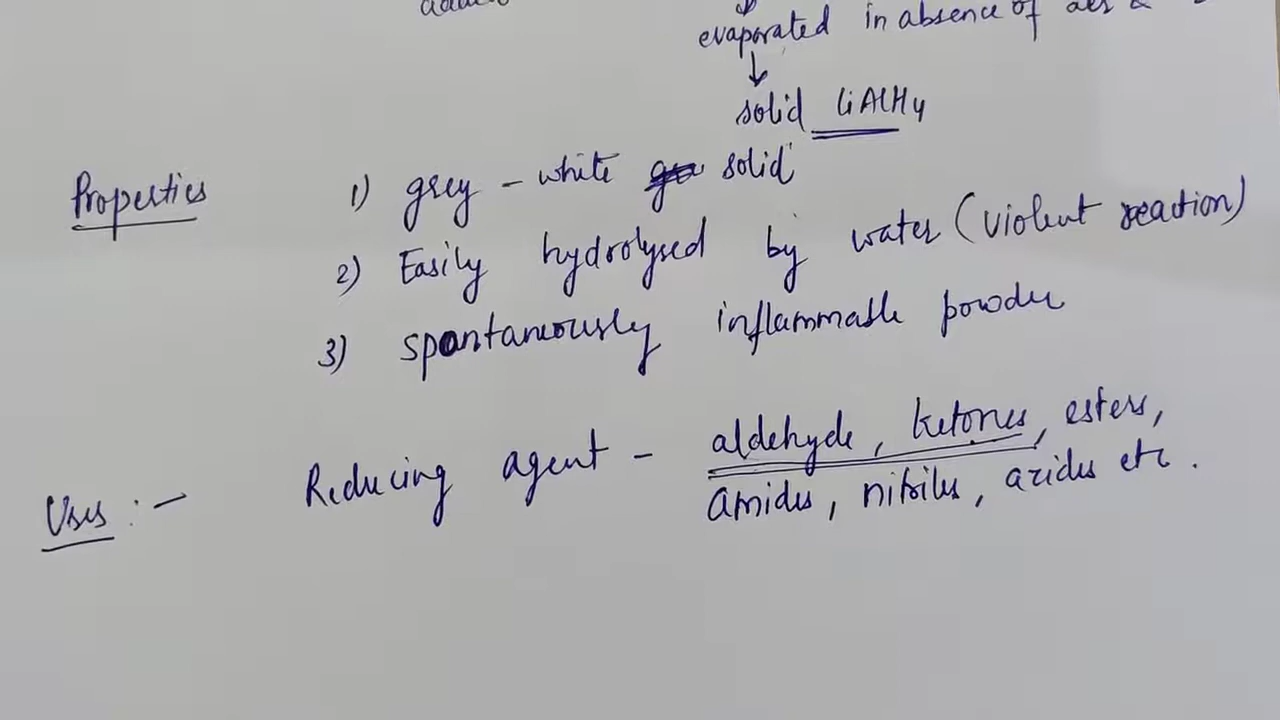 evaporated in absence of air &
solid LiAlH4
Properties 1) grey - white solid
2) Easily hydrolysed by water (violent reaction)
3) spontaneously inflammable powder
Uses :- Reducing agent - aldehyde, ketones, esters,
amides, nitriles, azides etc.